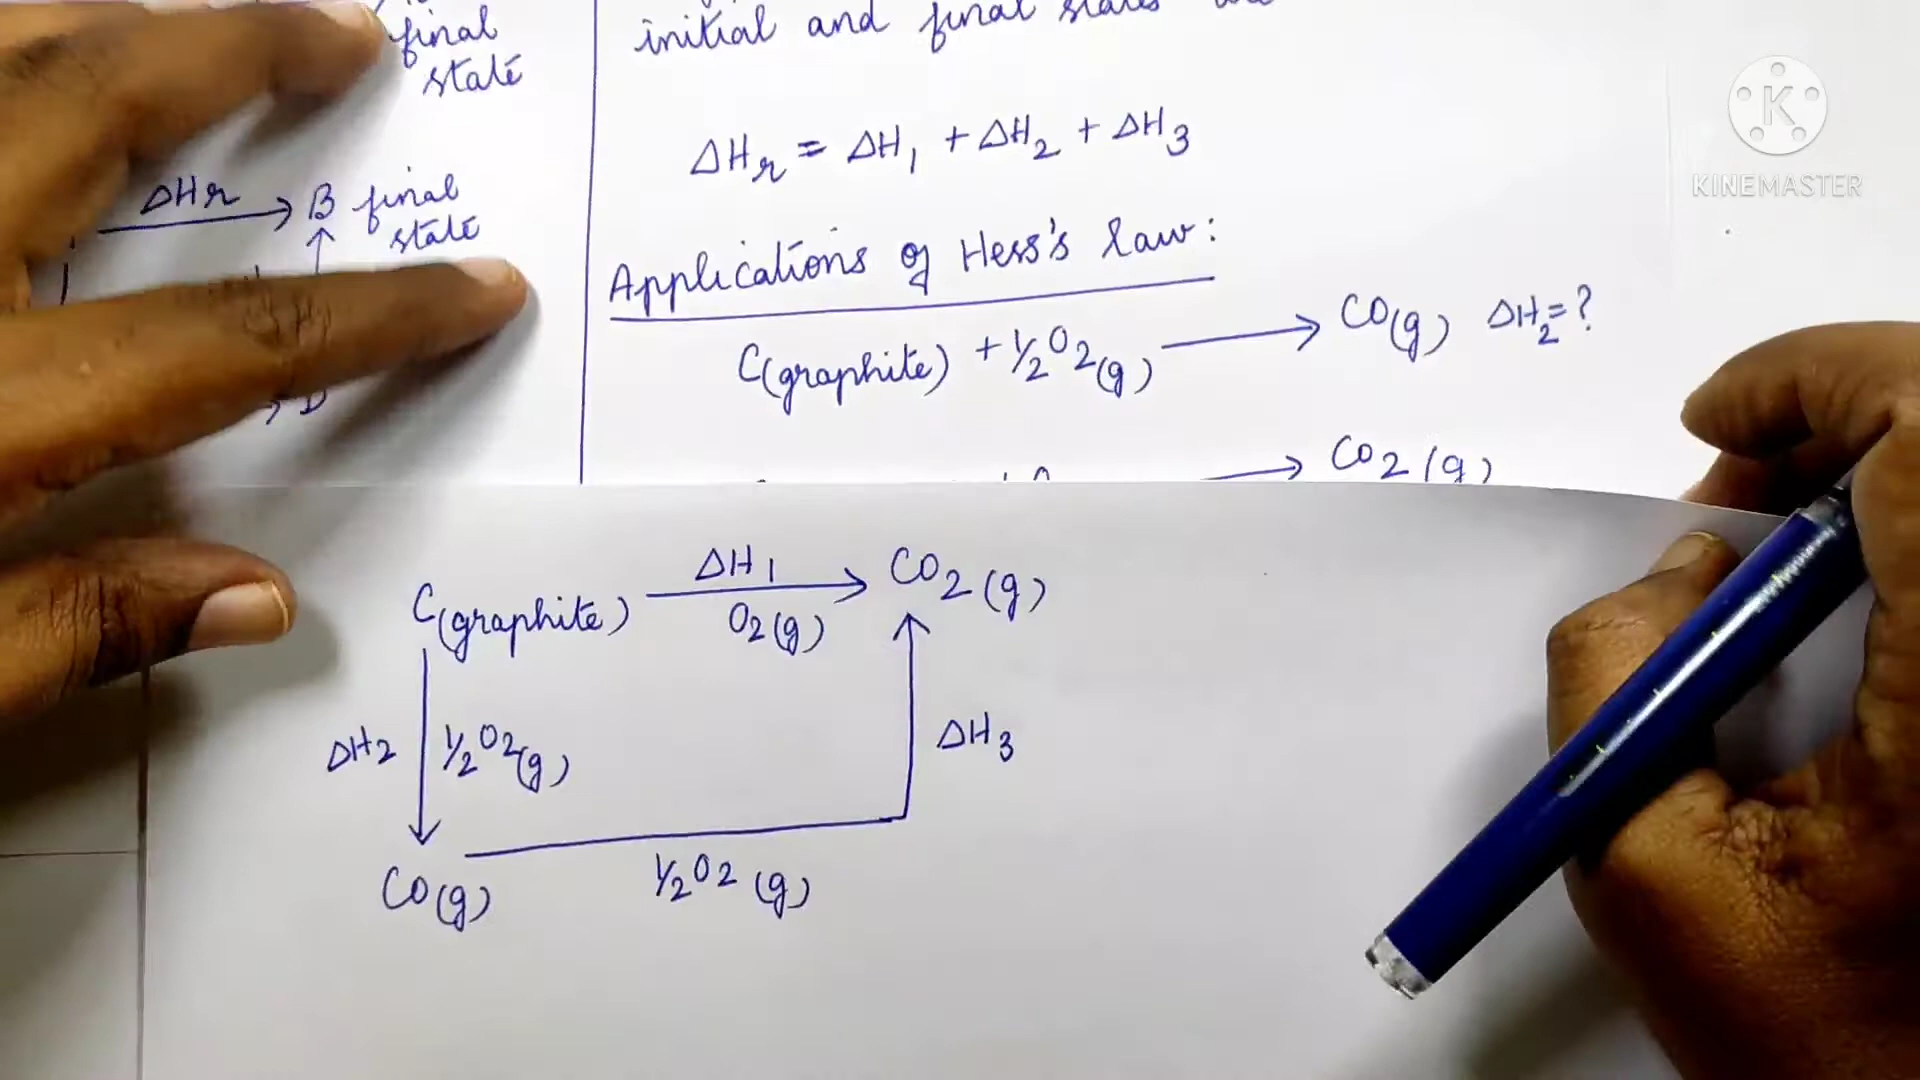 final
state
ΔHr
B final
state
D
initial and final states
ΔHr = ΔH1 + ΔH2 + ΔH3
Applications of Hess's law:
C(graphite) + 1/2O2(g) → CO(g) ΔH2=?
→ CO2(g)
C(graphite) ΔH1 → CO2(g)
O2(g)
ΔH2 1/2O2(g) ΔH3
CO(g) 1/2O2(g)
K
KINEMASTER